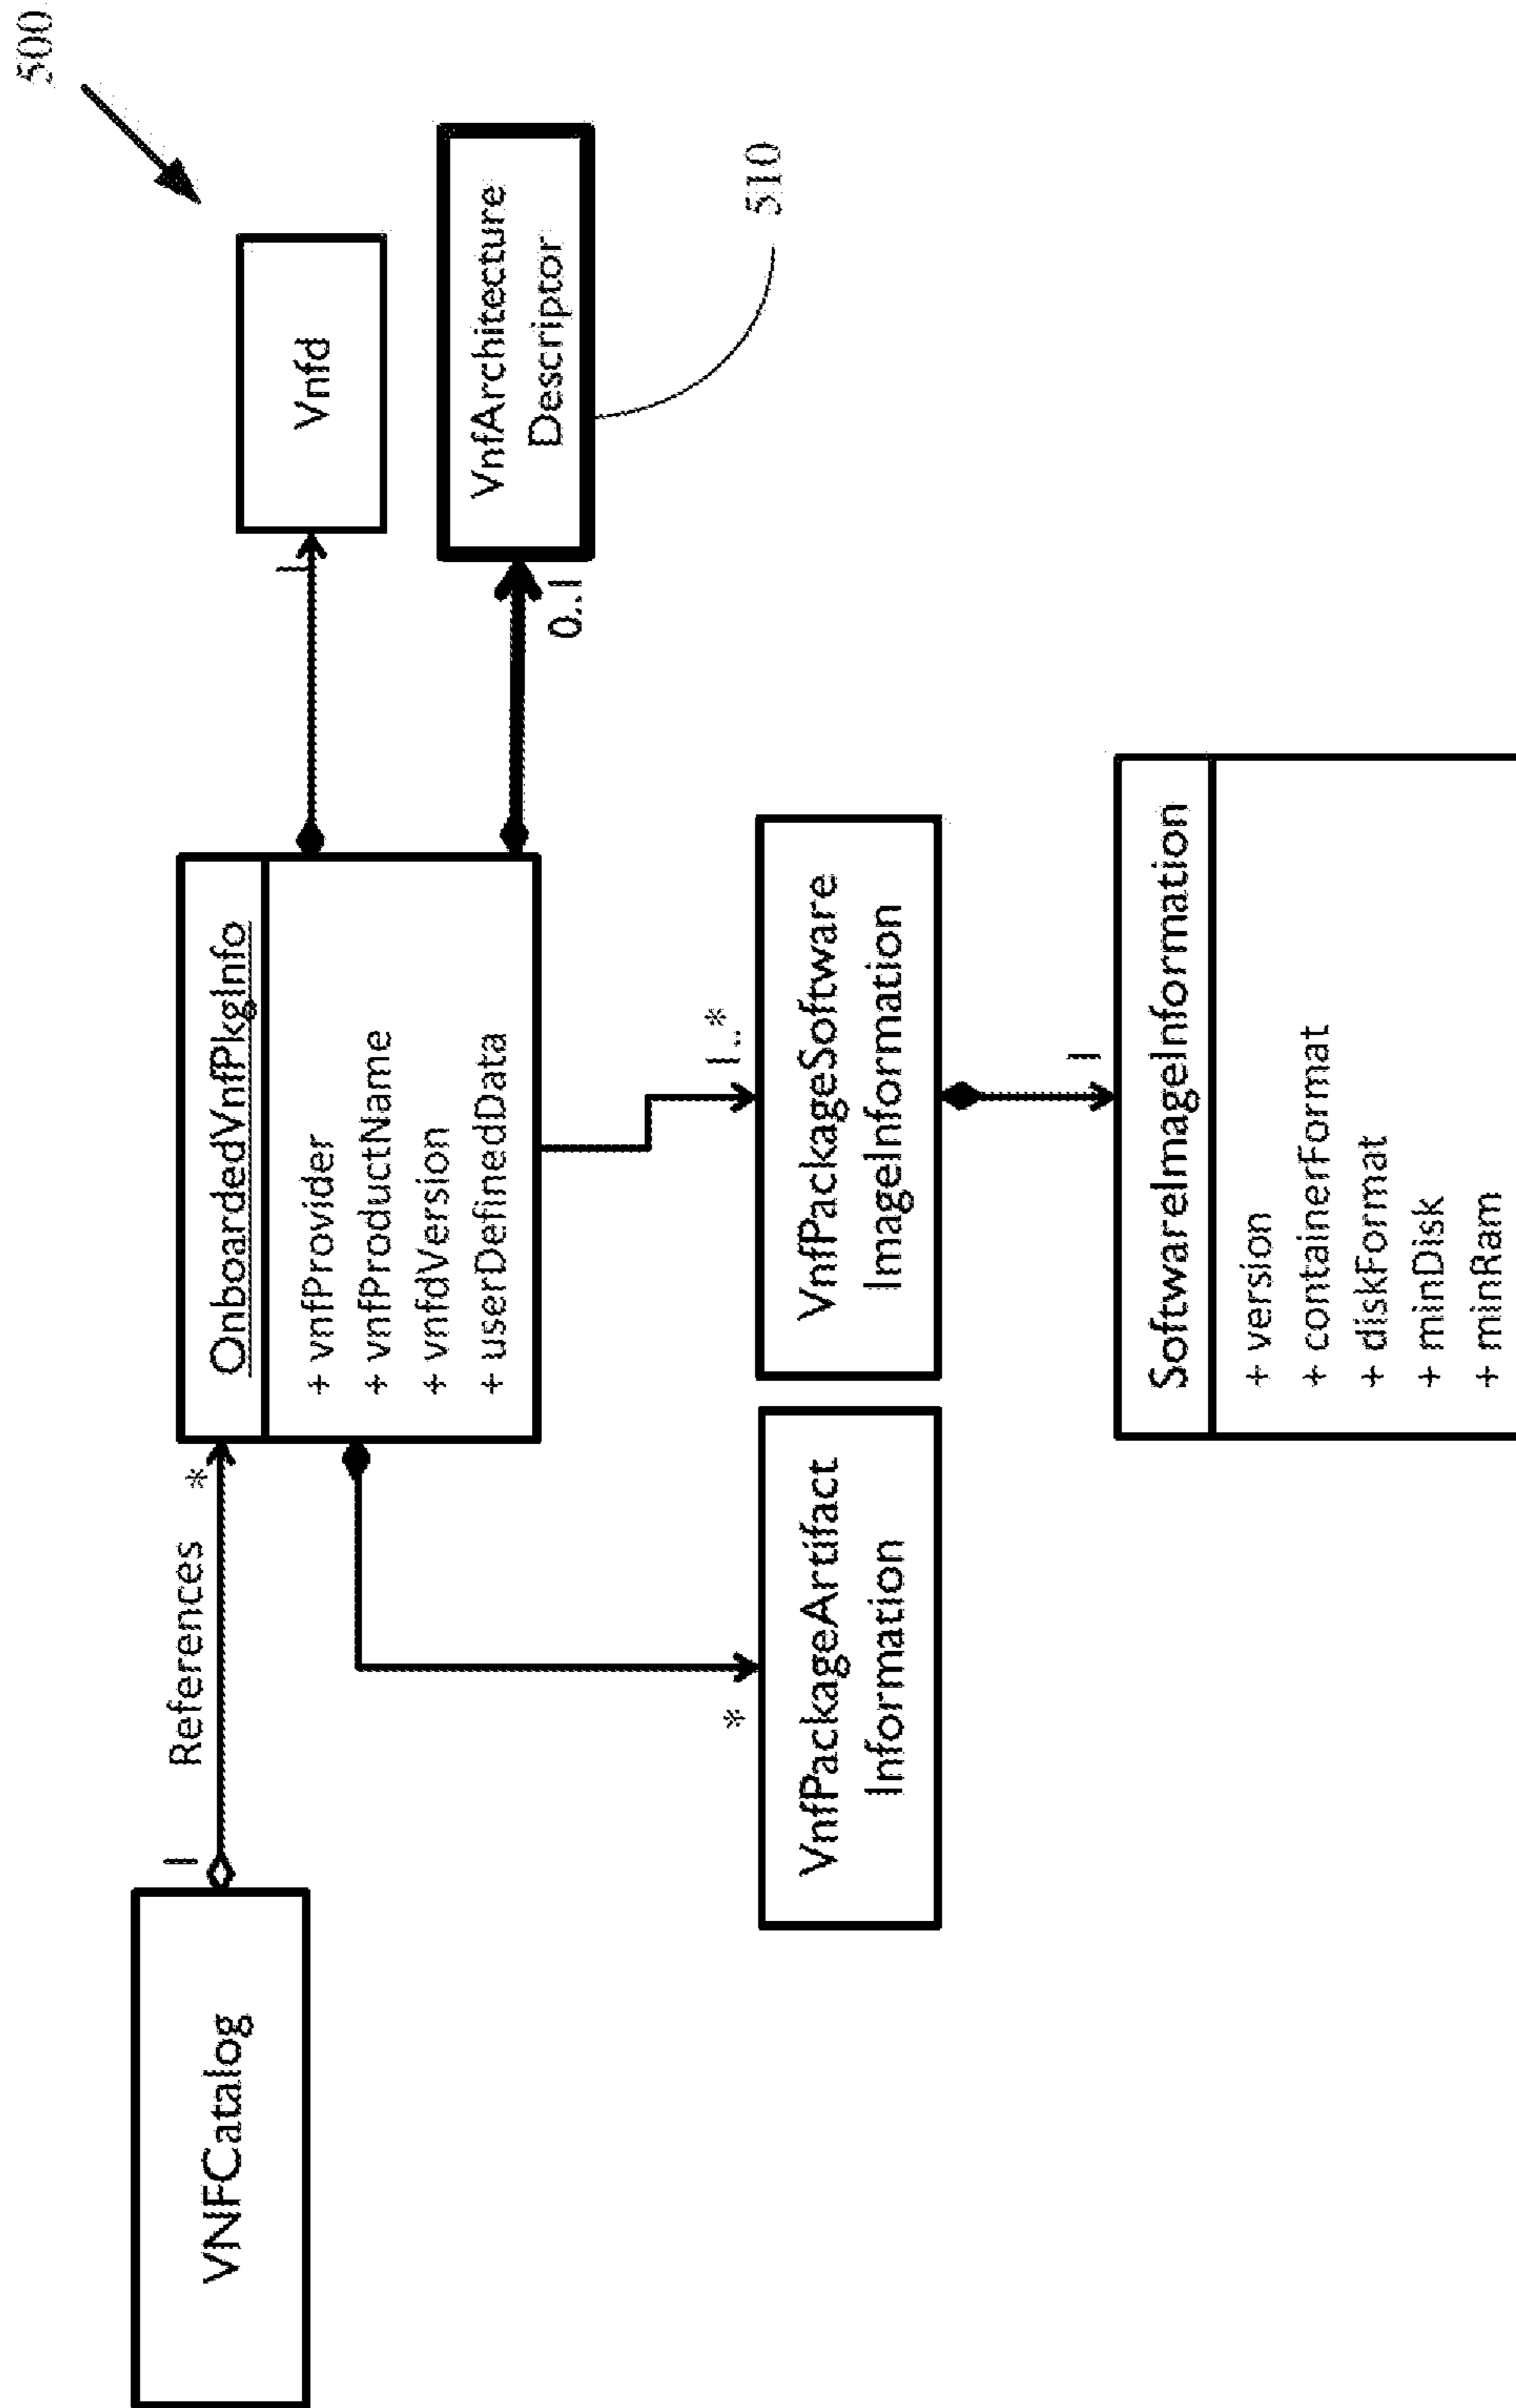 500
VNFCatalog
1
References
*
OnboardedVnfPkgInfo
+ vnfProvider
+ vnfProductName
+ vnfdVersion
+ userDefinedData
1
Vnfd
0..1
VnfArchitecture
Descriptor
510
*
VnfPackageArtifact
Information
1..*
VnfPackageSoftware
ImageInformation
1
SoftwareImageInformation
+ version
+ containerFormat
+ diskFormat
+ minDisk
+ minRam